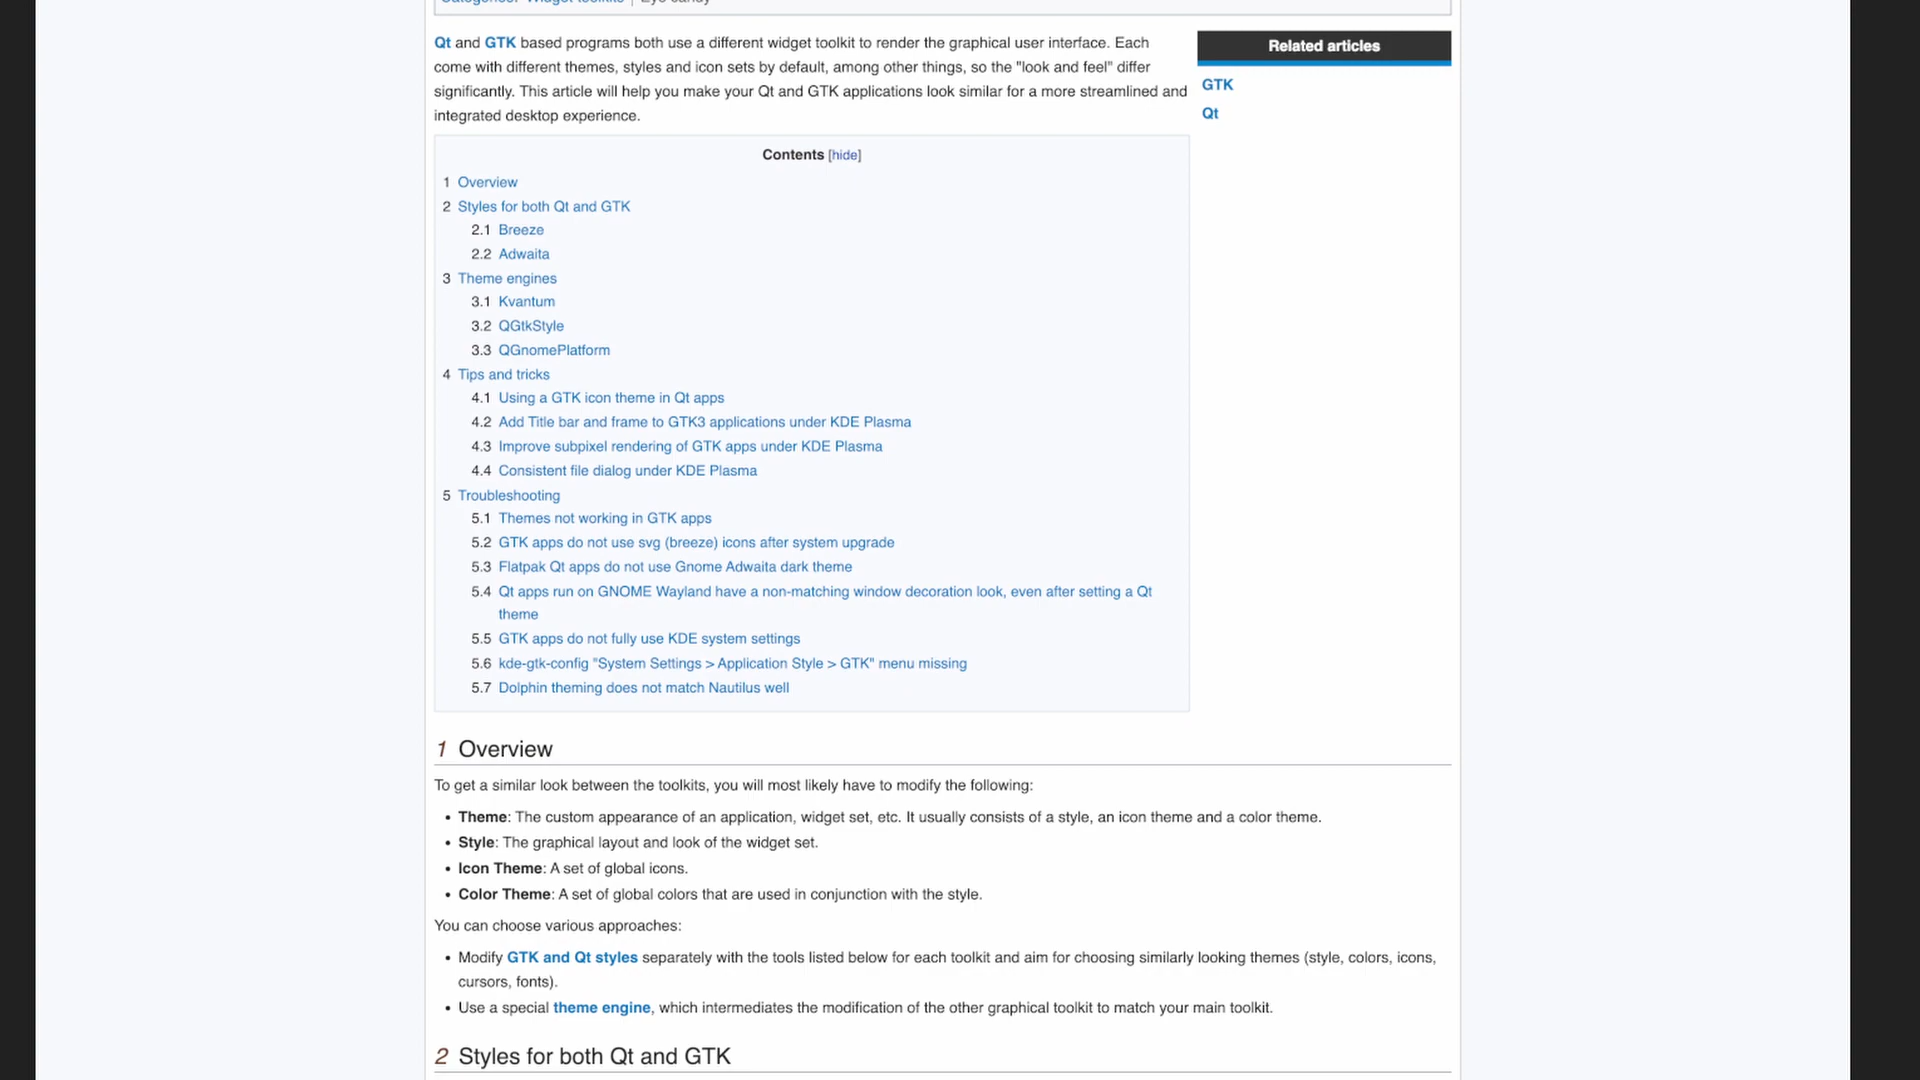 Categories: Widget toolkits | Eye candy
Qt and GTK based programs both use a different widget toolkit to render the graphical user interface. Each
come with different themes, styles and icon sets by default, among other things, so the "look and feel" differ
significantly. This article will help you make your Qt and GTK applications look similar for a more streamlined and
integrated desktop experience.
Related articles
GTK
Qt
Contents [hide]
1 Overview
2 Styles for both Qt and GTK
2.1 Breeze
2.2 Adwaita
3 Theme engines
3.1 Kvantum
3.2 QGtkStyle
3.3 QGnomePlatform
4 Tips and tricks
4.1 Using a GTK icon theme in Qt apps
4.2 Add Title bar and frame to GTK3 applications under KDE Plasma
4.3 Improve subpixel rendering of GTK apps under KDE Plasma
4.4 Consistent file dialog under KDE Plasma
5 Troubleshooting
5.1 Themes not working in GTK apps
5.2 GTK apps do not use svg (breeze) icons after system upgrade
5.3 Flatpak Qt apps do not use Gnome Adwaita dark theme
5.4 Qt apps run on GNOME Wayland have a non-matching window decoration look, even after setting a Qt
theme
5.5 GTK apps do not fully use KDE system settings
5.6 kde-gtk-config "System Settings > Application Style > GTK" menu missing
5.7 Dolphin theming does not match Nautilus well
1 Overview
To get a similar look between the toolkits, you will most likely have to modify the following:
• Theme: The custom appearance of an application, widget set, etc. It usually consists of a style, an icon theme and a color theme.
• Style: The graphical layout and look of the widget set.
• Icon Theme: A set of global icons.
• Color Theme: A set of global colors that are used in conjunction with the style.
You can choose various approaches:
• Modify GTK and Qt styles separately with the tools listed below for each toolkit and aim for choosing similarly looking themes (style, colors, icons,
cursors, fonts).
• Use a special theme engine, which intermediates the modification of the other graphical toolkit to match your main toolkit.
2 Styles for both Qt and GTK